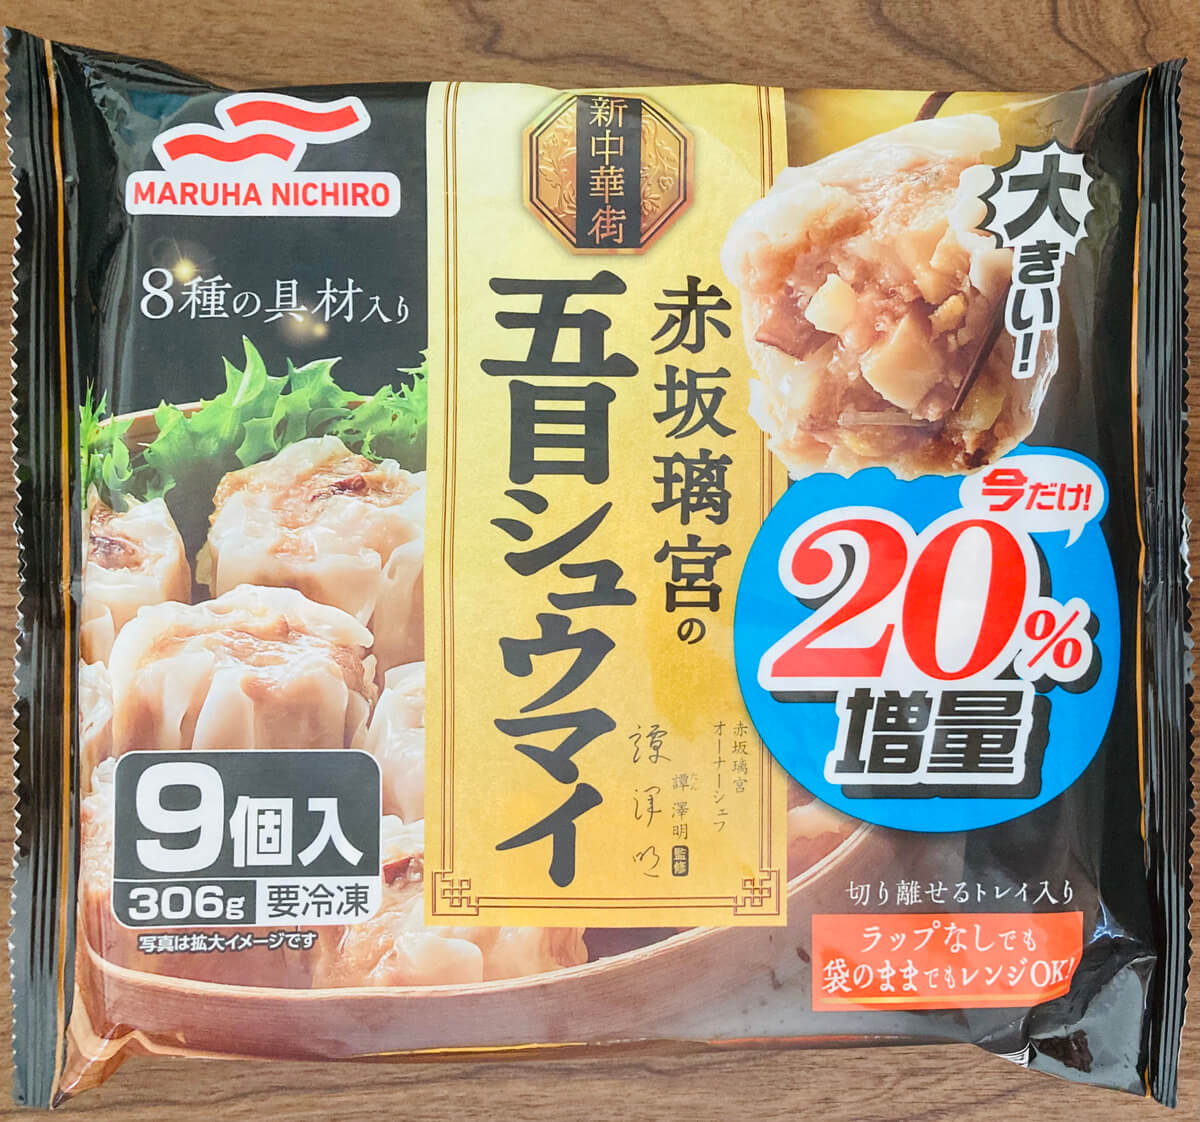 MARUHA NICHIRO
8種の具材入り
新中華街
赤坂璃宮の
五目シュウマイ
赤坂璃宮
オーナーシェフ
譚澤明
たん
監修
譚澤明
大きい!
今だけ!
20%
増量
9個入
306g
要冷凍
写真は拡大イメージです
切り離せるトレイ入り
ラップなしでも
袋のままでもレンジOK!